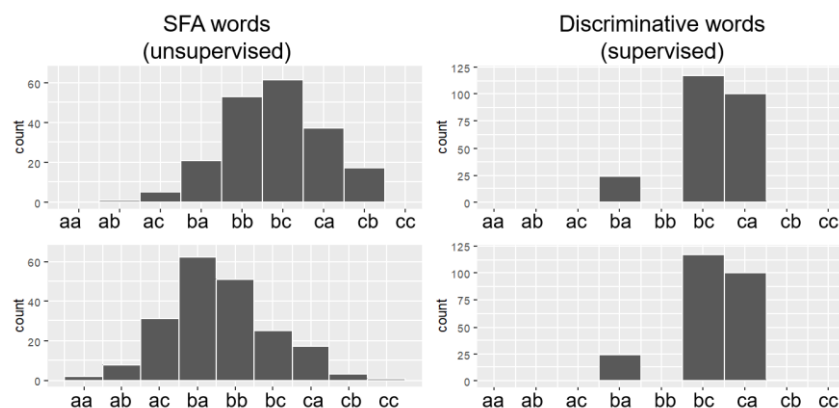 SFA words
(unsupervised)
Discriminative words
(supervised)
count
60
40
20
0
aa ab ac ba bb bc ca cb cc
count
125
100
75
50
25
0
aa ab ac ba bb bc ca cb cc
count
60
40
20
0
aa ab ac ba bb bc ca cb cc
count
125
100
75
50
25
0
aa ab ac ba bb bc ca cb cc